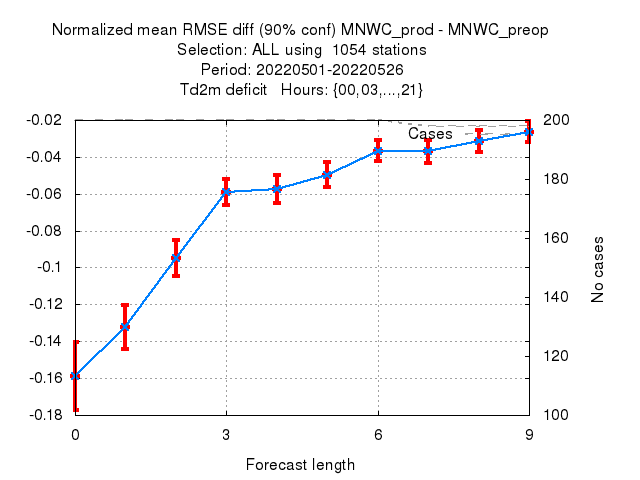 Normalized mean RMSE diff (90% conf) MNWC_prod - MNWC_preop
Selection: ALL using  1054 stations
Period: 20220501-20220526
Td2m deficit   Hours: {00,03,...,21}
-0.02
-0.04
-0.06
-0.08
-0.1
-0.12
-0.14
-0.16
-0.18
Cases
200
180
160
140
120
100
No cases
0 3 6 9
Forecast length